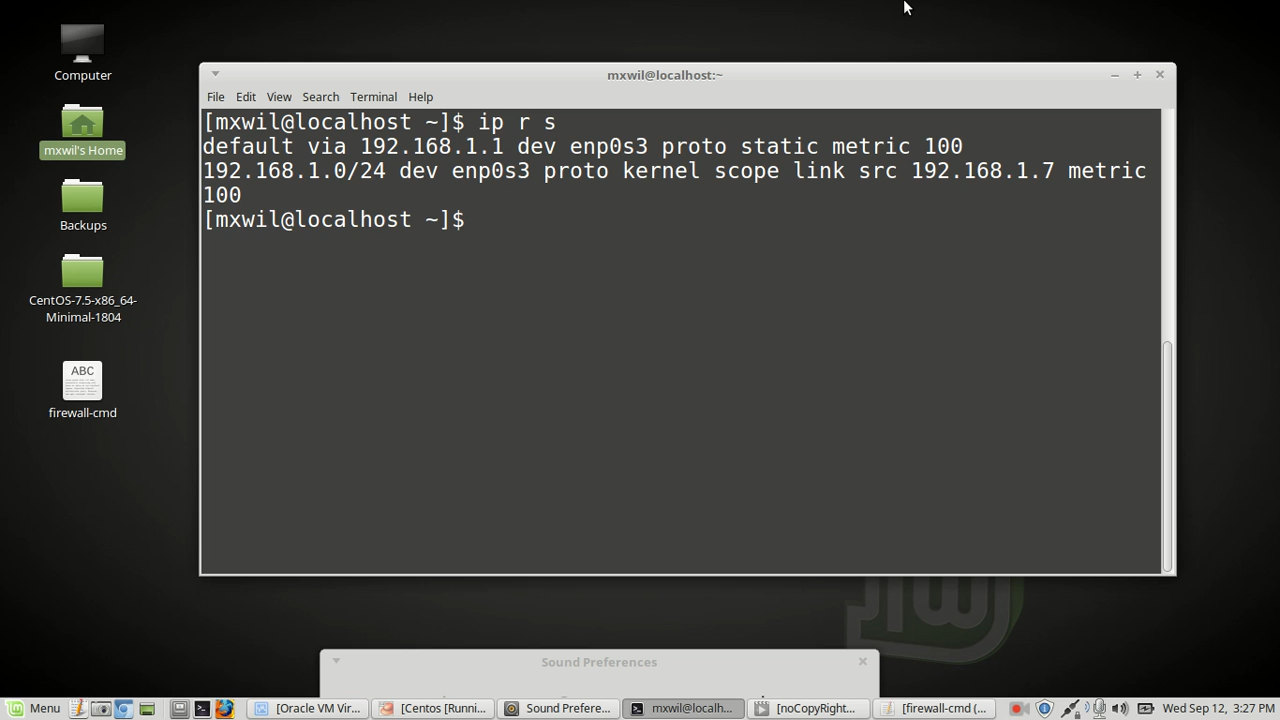 Computer
mxwil's Home
Backups
CentOS-7.5-x86_64-
Minimal-1804
ABC
firewall-cmd
mxwil@localhost:~
File Edit View Search Terminal Help
[mxwil@localhost ~]$ ip r s
default via 192.168.1.1 dev enp0s3 proto static metric 100
192.168.1.0/24 dev enp0s3 proto kernel scope link src 192.168.1.7 metric
100
[mxwil@localhost ~]$
Sound Preferences
Menu [Oracle VM Vir... [Centos [Runni... Sound Prefere... mxwil@localh... [noCopyRight... [firewall-cmd (... Wed Sep 12, 3:27 PM